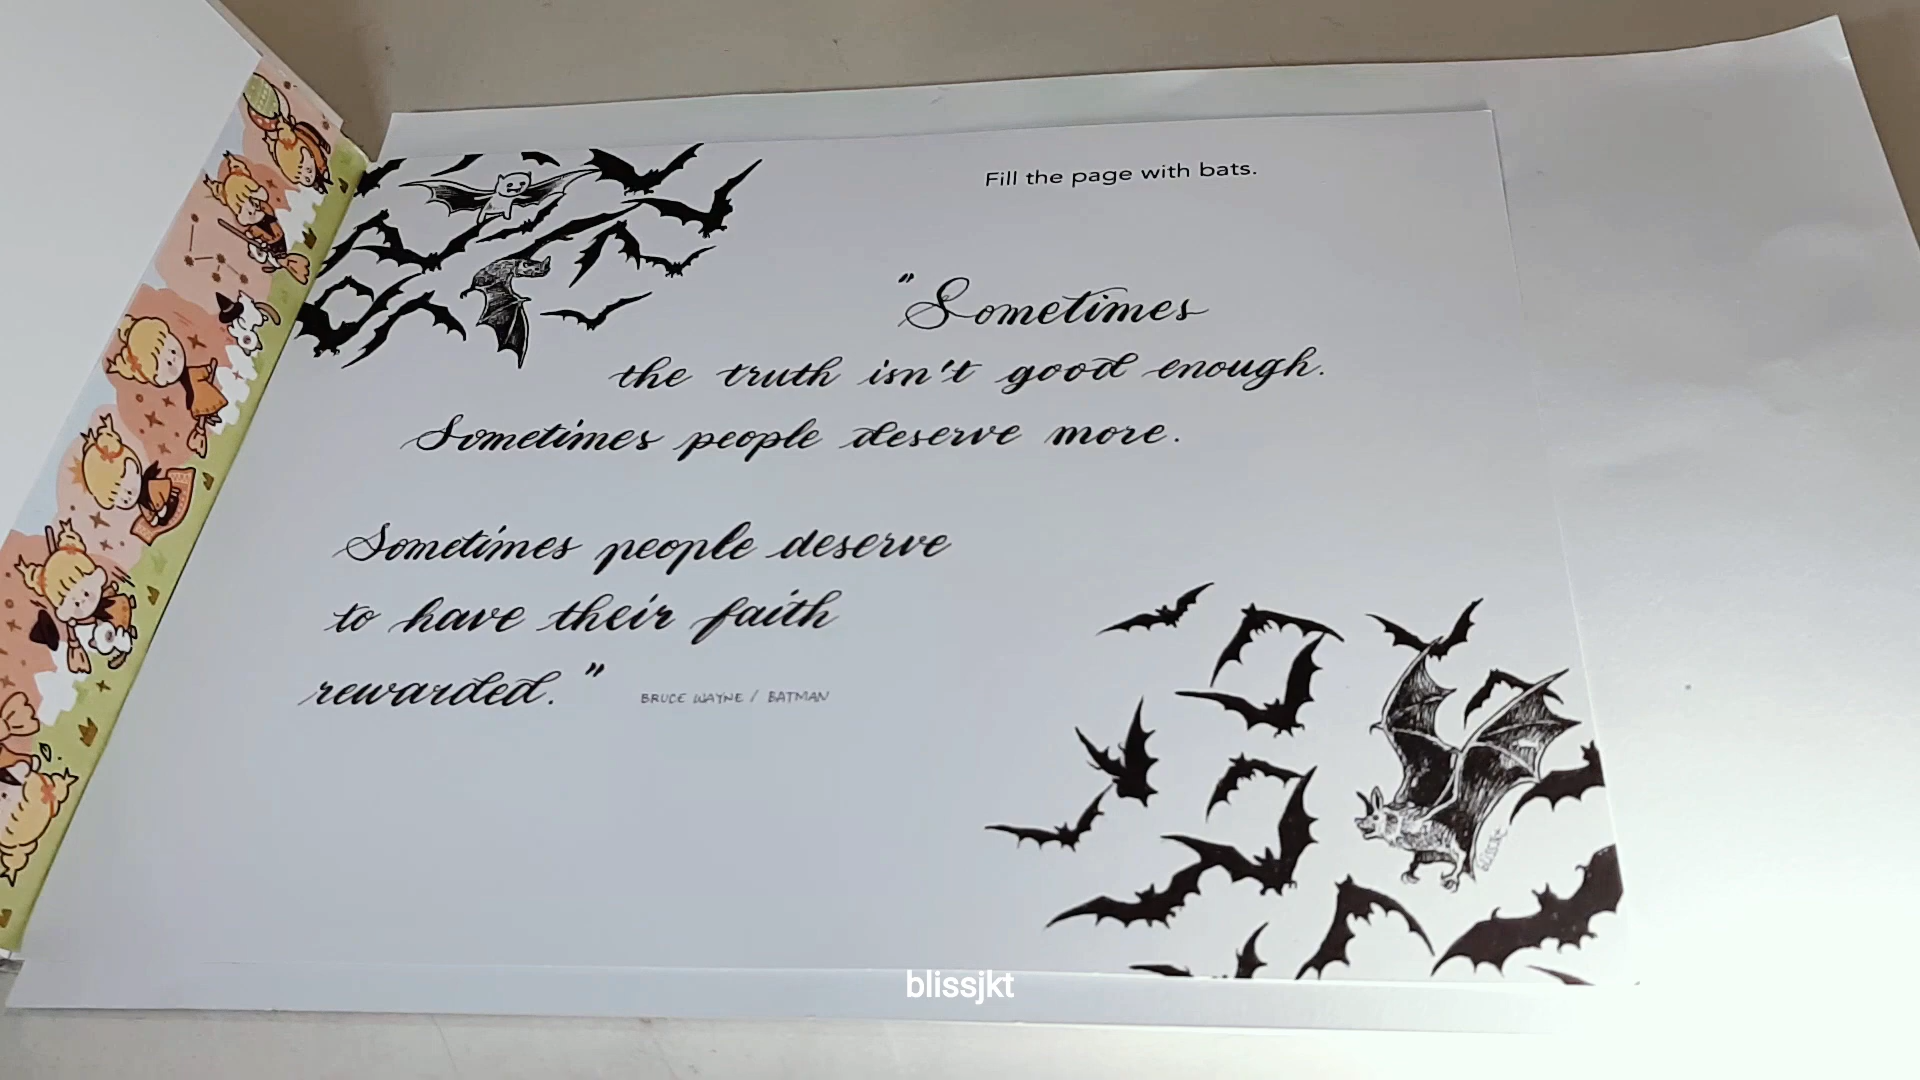 Fill the page with bats.
"Sometimes
the truth isn't good enough.
Sometimes people deserve more.
Sometimes people deserve
to have their faith
rewarded."
BRUCE WAYNE / BATMAN
blissjkt
blissjkt